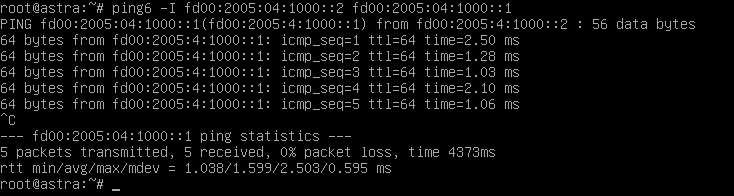 root@astra:~# ping6 -I fd00:2005:04:1000::2 fd00:2005:04:1000::1
PING fd00:2005:04:1000::1(fd00:2005:4:1000::1) from fd00:2005:4:1000::2 : 56 data bytes
64 bytes from fd00:2005:4:1000::1: icmp_seq=1 ttl=64 time=2.50 ms
64 bytes from fd00:2005:4:1000::1: icmp_seq=2 ttl=64 time=1.28 ms
64 bytes from fd00:2005:4:1000::1: icmp_seq=3 ttl=64 time=1.03 ms
64 bytes from fd00:2005:4:1000::1: icmp_seq=4 ttl=64 time=2.10 ms
64 bytes from fd00:2005:4:1000::1: icmp_seq=5 ttl=64 time=1.06 ms
^C
--- fd00:2005:04:1000::1 ping statistics ---
5 packets transmitted, 5 received, 0% packet loss, time 4373ms
rtt min/avg/max/mdev = 1.038/1.599/2.503/0.595 ms
root@astra:~# _